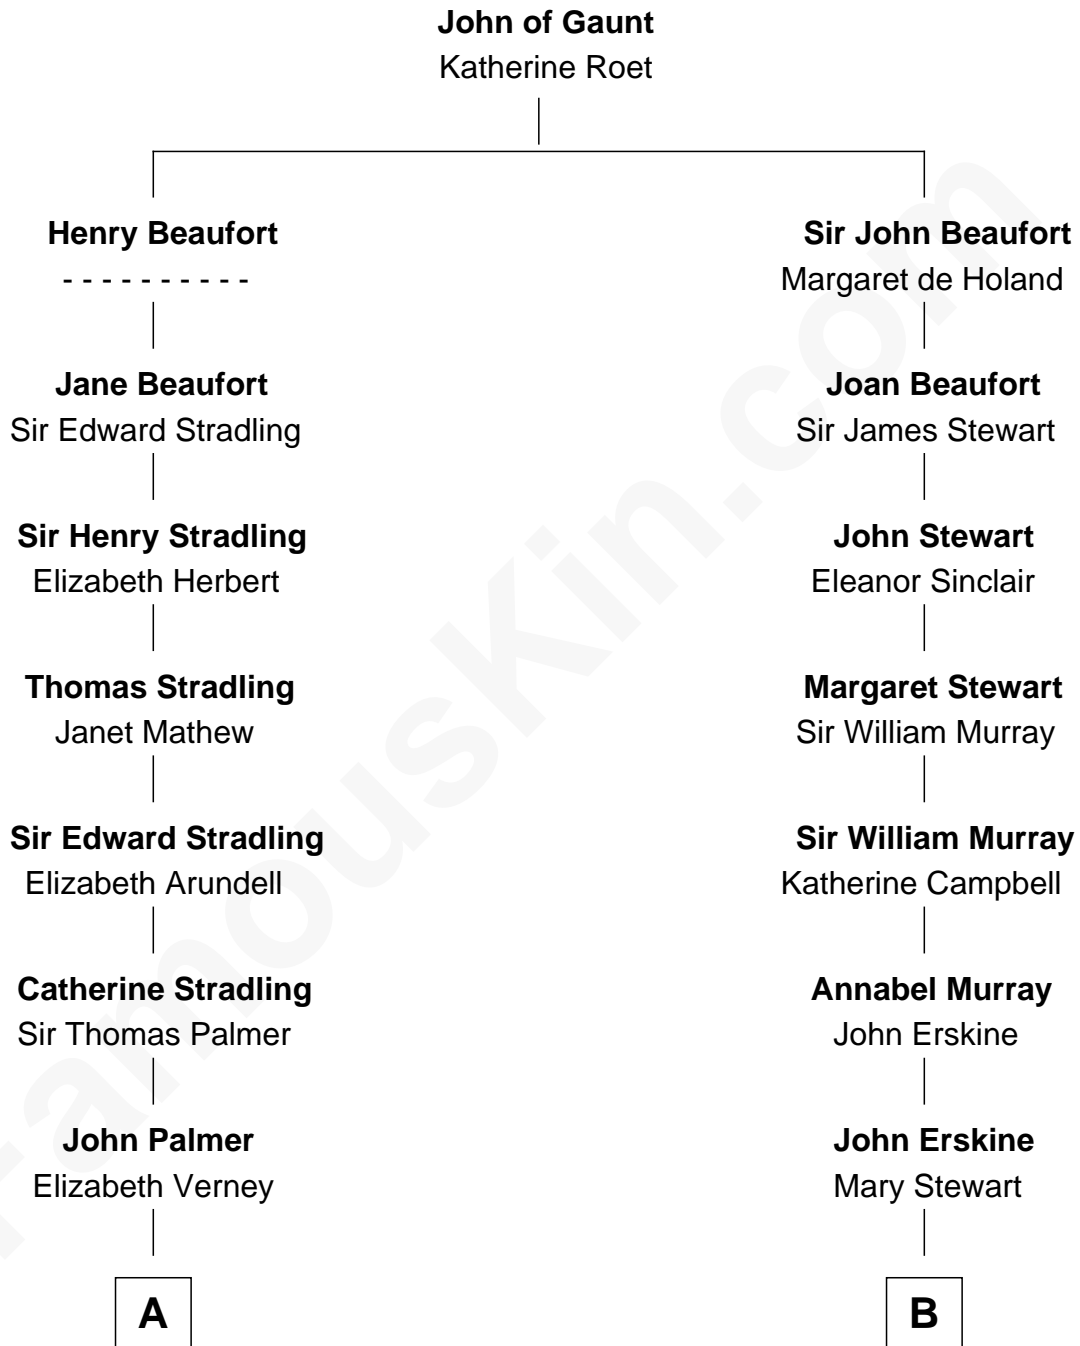 John of Gaunt
Katherine Roet
Henry Beaufort
- - - - - - - - - -
Sir John Beaufort
Margaret de Holand
Jane Beaufort
Sir Edward Stradling
Joan Beaufort
Sir James Stewart
Sir Henry Stradling
Elizabeth Herbert
John Stewart
Eleanor Sinclair
Thomas Stradling
Janet Mathew
Margaret Stewart
Sir William Murray
Sir Edward Stradling
Elizabeth Arundell
Sir William Murray
Katherine Campbell
Catherine Stradling
Sir Thomas Palmer
Annabel Murray
John Erskine
John Palmer
Elizabeth Verney
John Erskine
Mary Stewart
A
B
FamousKin.com